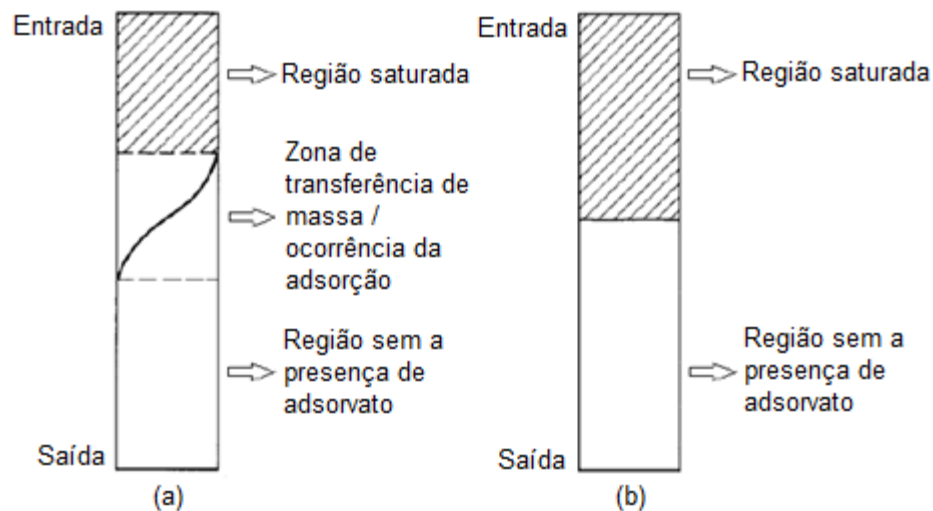 Entrada
Região saturada
Zona de
transferência de
massa /
ocorrência da
adsorção
Região sem a
presença de
adsorvato
Saída
(a)
Entrada
Região saturada
Região sem a
presença de
adsorvato
Saída
(b)